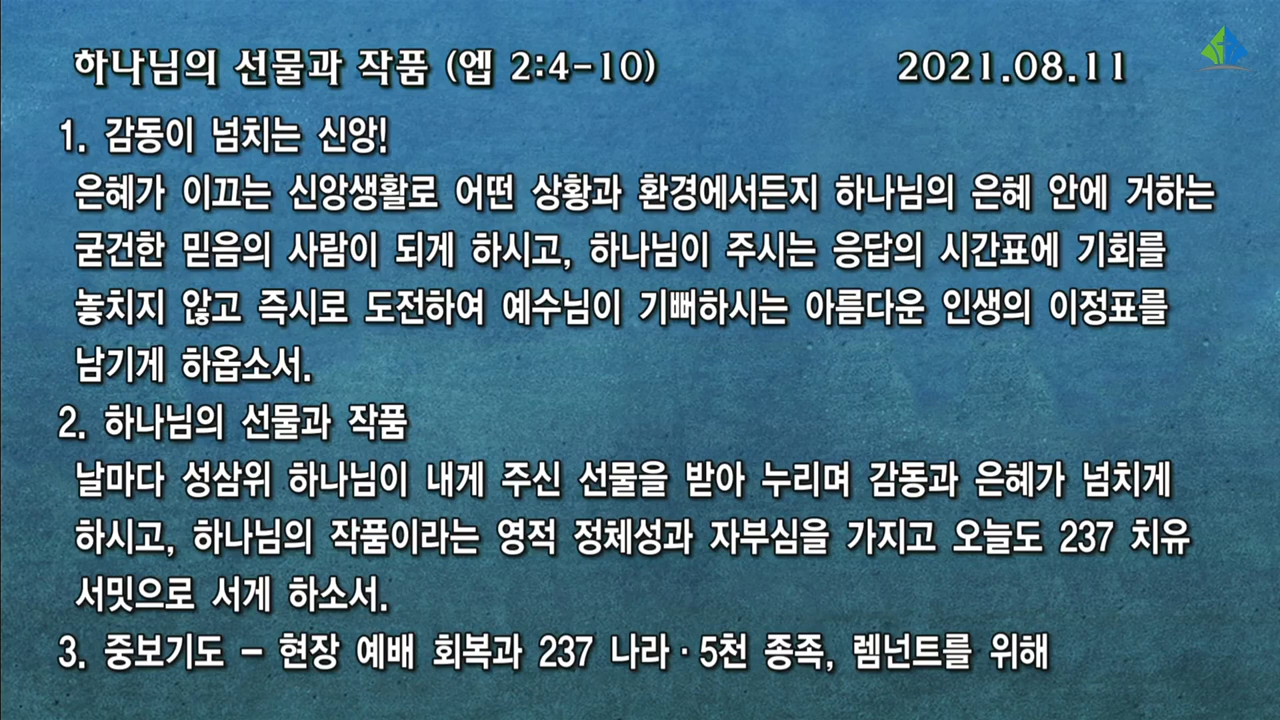 하나님의 선물과 작품 (엡 2:4-10) 2021.08.11
1. 감동이 넘치는 신앙!
은혜가 이끄는 신앙생활로 어떤 상황과 환경에서든지 하나님의 은혜 안에 거하는
굳건한 믿음의 사람이 되게 하시고, 하나님이 주시는 응답의 시간표에 기회를
놓치지 않고 즉시로 도전하여 예수님이 기뻐하시는 아름다운 인생의 이정표를
남기게 하옵소서.
2. 하나님의 선물과 작품
날마다 성삼위 하나님이 내게 주신 선물을 받아 누리며 감동과 은혜가 넘치게
하시고, 하나님의 작품이라는 영적 정체성과 자부심을 가지고 오늘도 237 치유
서밋으로 서게 하소서.
3. 중보기도 – 현장 예배 회복과 237 나라·5천 종족, 렘넌트를 위해